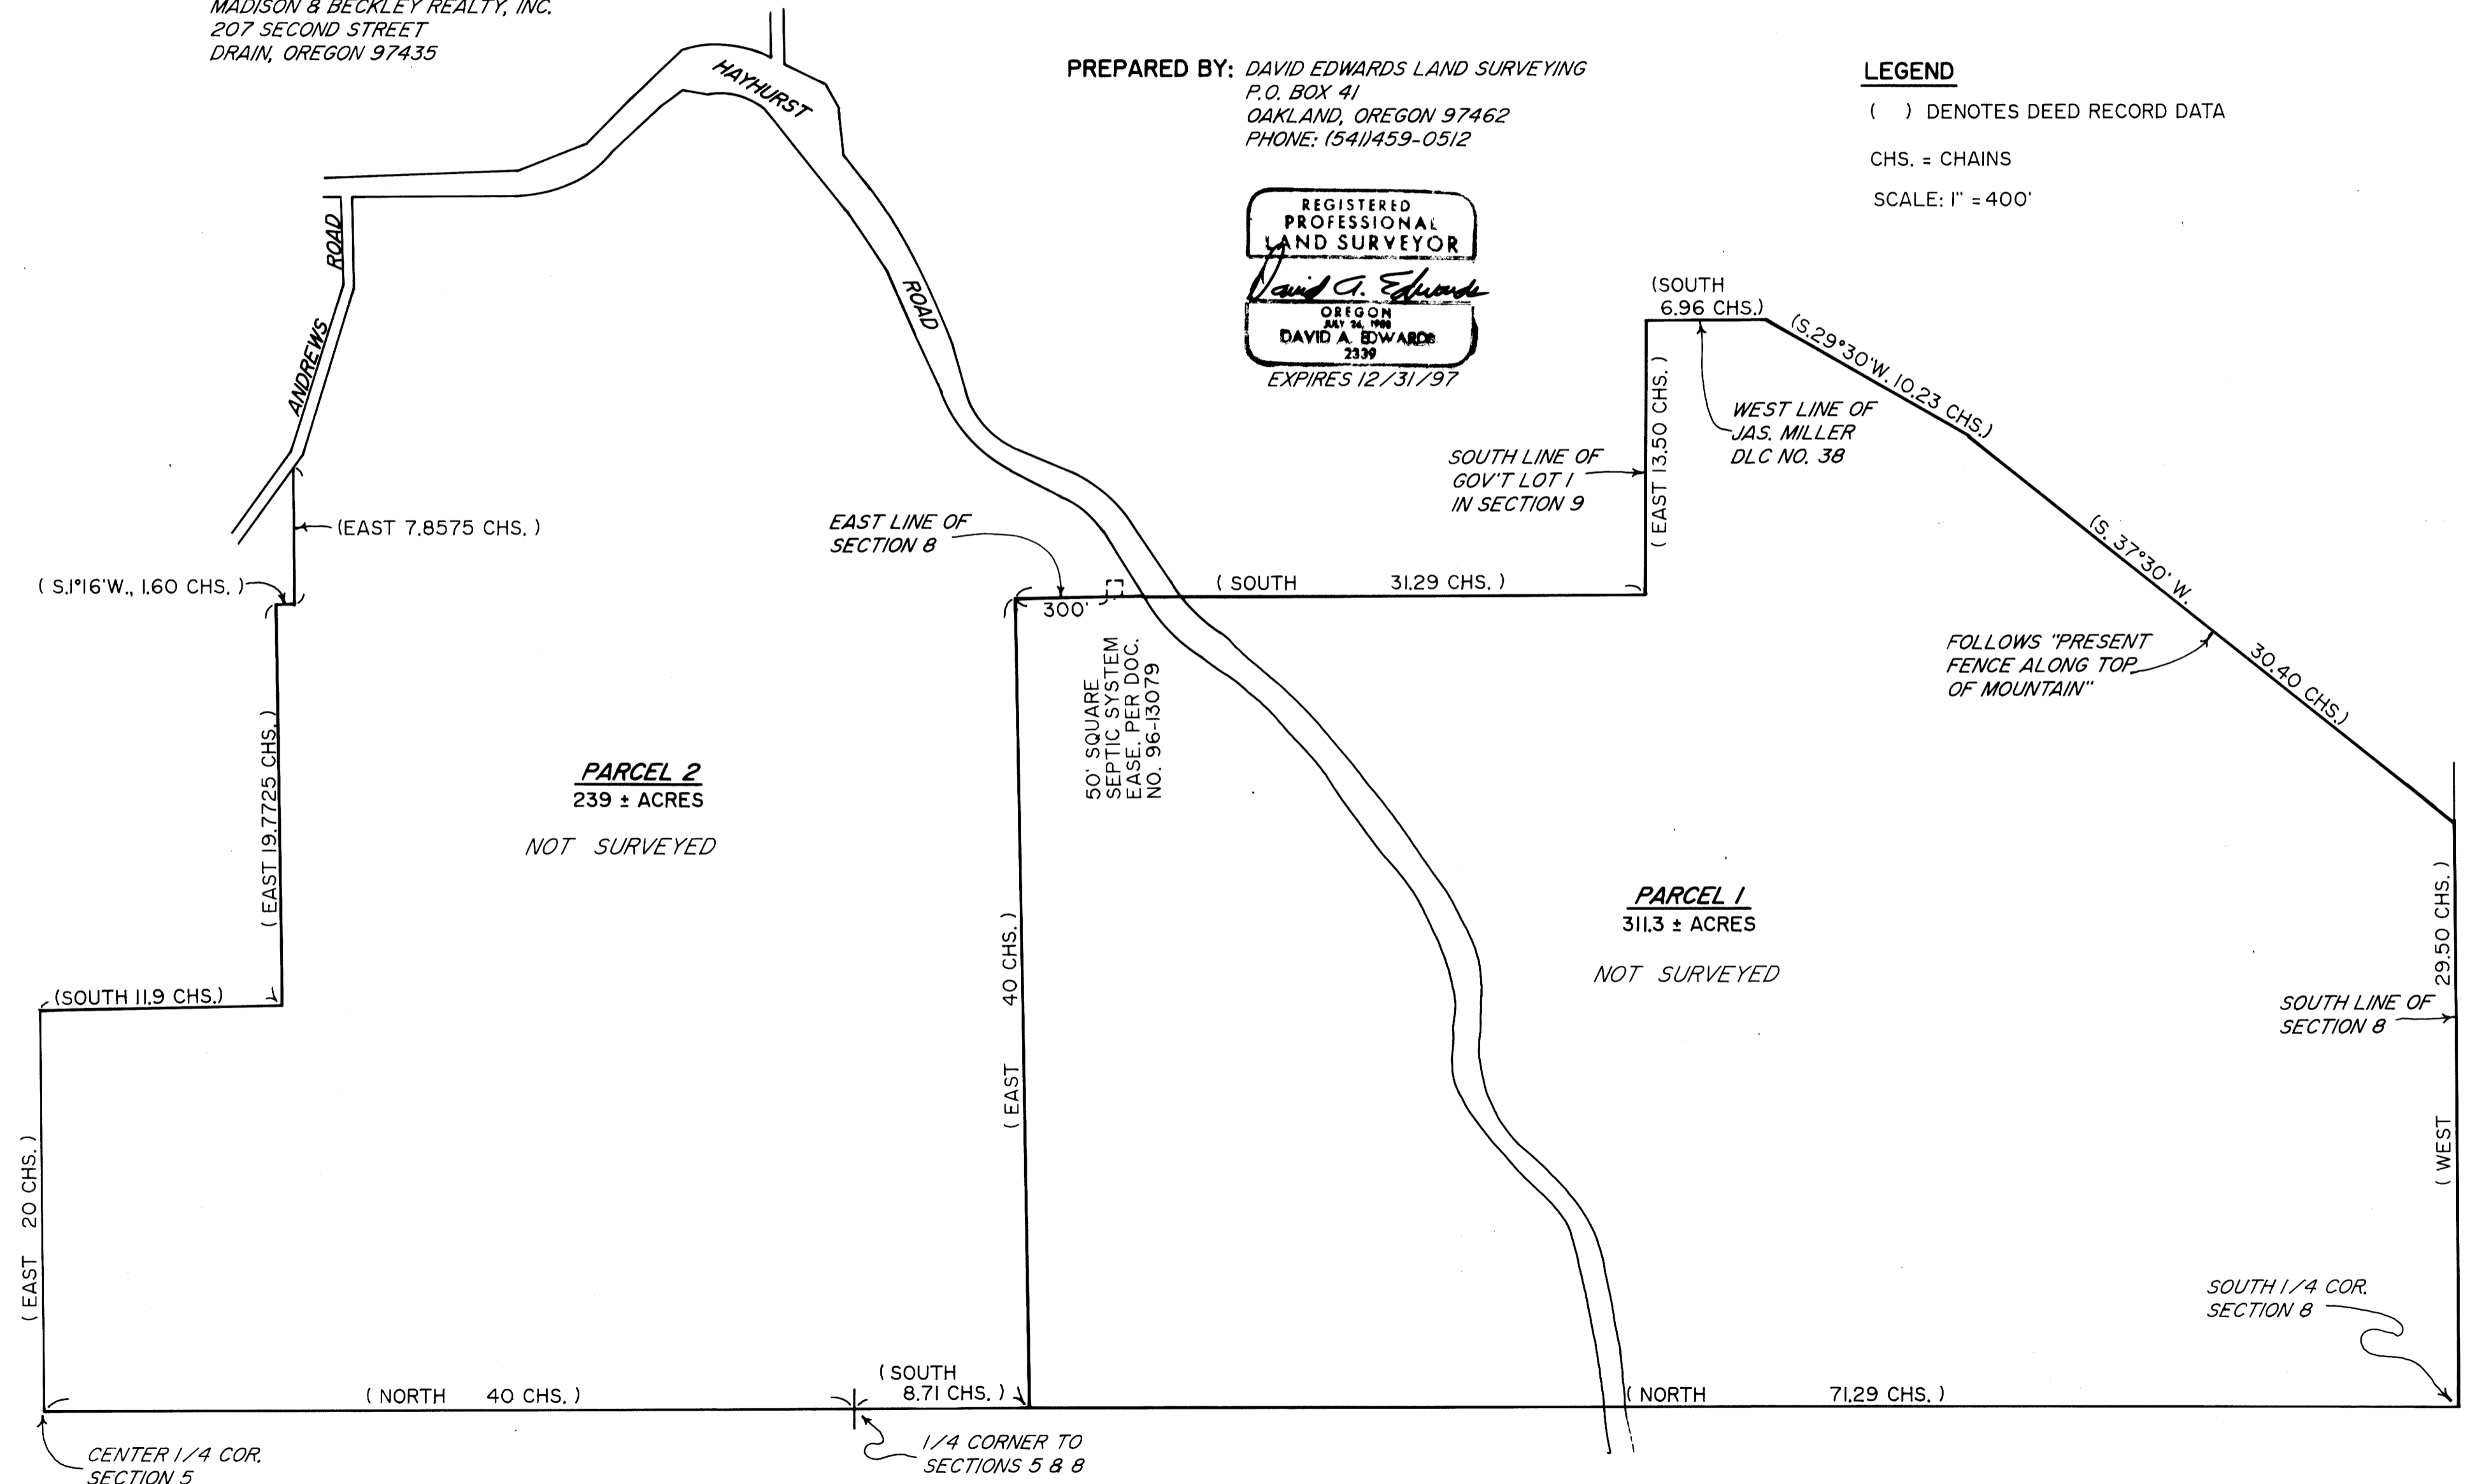 MADISON & BECKLEY REALTY, INC.
207 SECOND STREET
DRAIN, OREGON 97435
PREPARED BY: DAVID EDWARDS LAND SURVEYING
P.O. BOX 41
OAKLAND, OREGON 97462
PHONE: (541)459-0512
LEGEND
( ) DENOTES DEED RECORD DATA
CHS. = CHAINS
SCALE: 1" = 400'
REGISTERED
PROFESSIONAL
LAND SURVEYOR
David A. Edwards
OREGON
JULY 26, 1988
DAVID A. EDWARDS
2339
EXPIRES 12/31/97
HAYHURST
ROAD
ANDREWS
ROAD
(SOUTH
6.96 CHS.)
(S.29°30'W. 10.23 CHS.)
(EAST 13.50 CHS.)
WEST LINE OF
JAS. MILLER
DLC NO. 38
SOUTH LINE OF
GOV'T LOT 1
IN SECTION 9
(EAST 7.8575 CHS.)
EAST LINE OF
SECTION 8
(S.1°16'W., 1.60 CHS.)
300'
(SOUTH 31.29 CHS.)
(S. 37°30' W.
30.40 CHS.)
FOLLOWS "PRESENT
FENCE ALONG TOP
OF MOUNTAIN"
50' SQUARE
SEPTIC SYSTEM
EASE. PER DOC.
NO. 96-13079
(EAST 19.7725 CHS.)
PARCEL 2
239 ± ACRES
NOT SURVEYED
PARCEL 1
311.3 ± ACRES
NOT SURVEYED
(SOUTH 11.9 CHS.)
(EAST 40 CHS.)
(WEST 29.50 CHS.)
SOUTH LINE OF
SECTION 8
(EAST 20 CHS.)
SOUTH 1/4 COR.
SECTION 8
(NORTH 40 CHS.)
(SOUTH
8.71 CHS.)
(NORTH 71.29 CHS.)
CENTER 1/4 COR.
SECTION 5
1/4 CORNER TO
SECTIONS 5 & 8